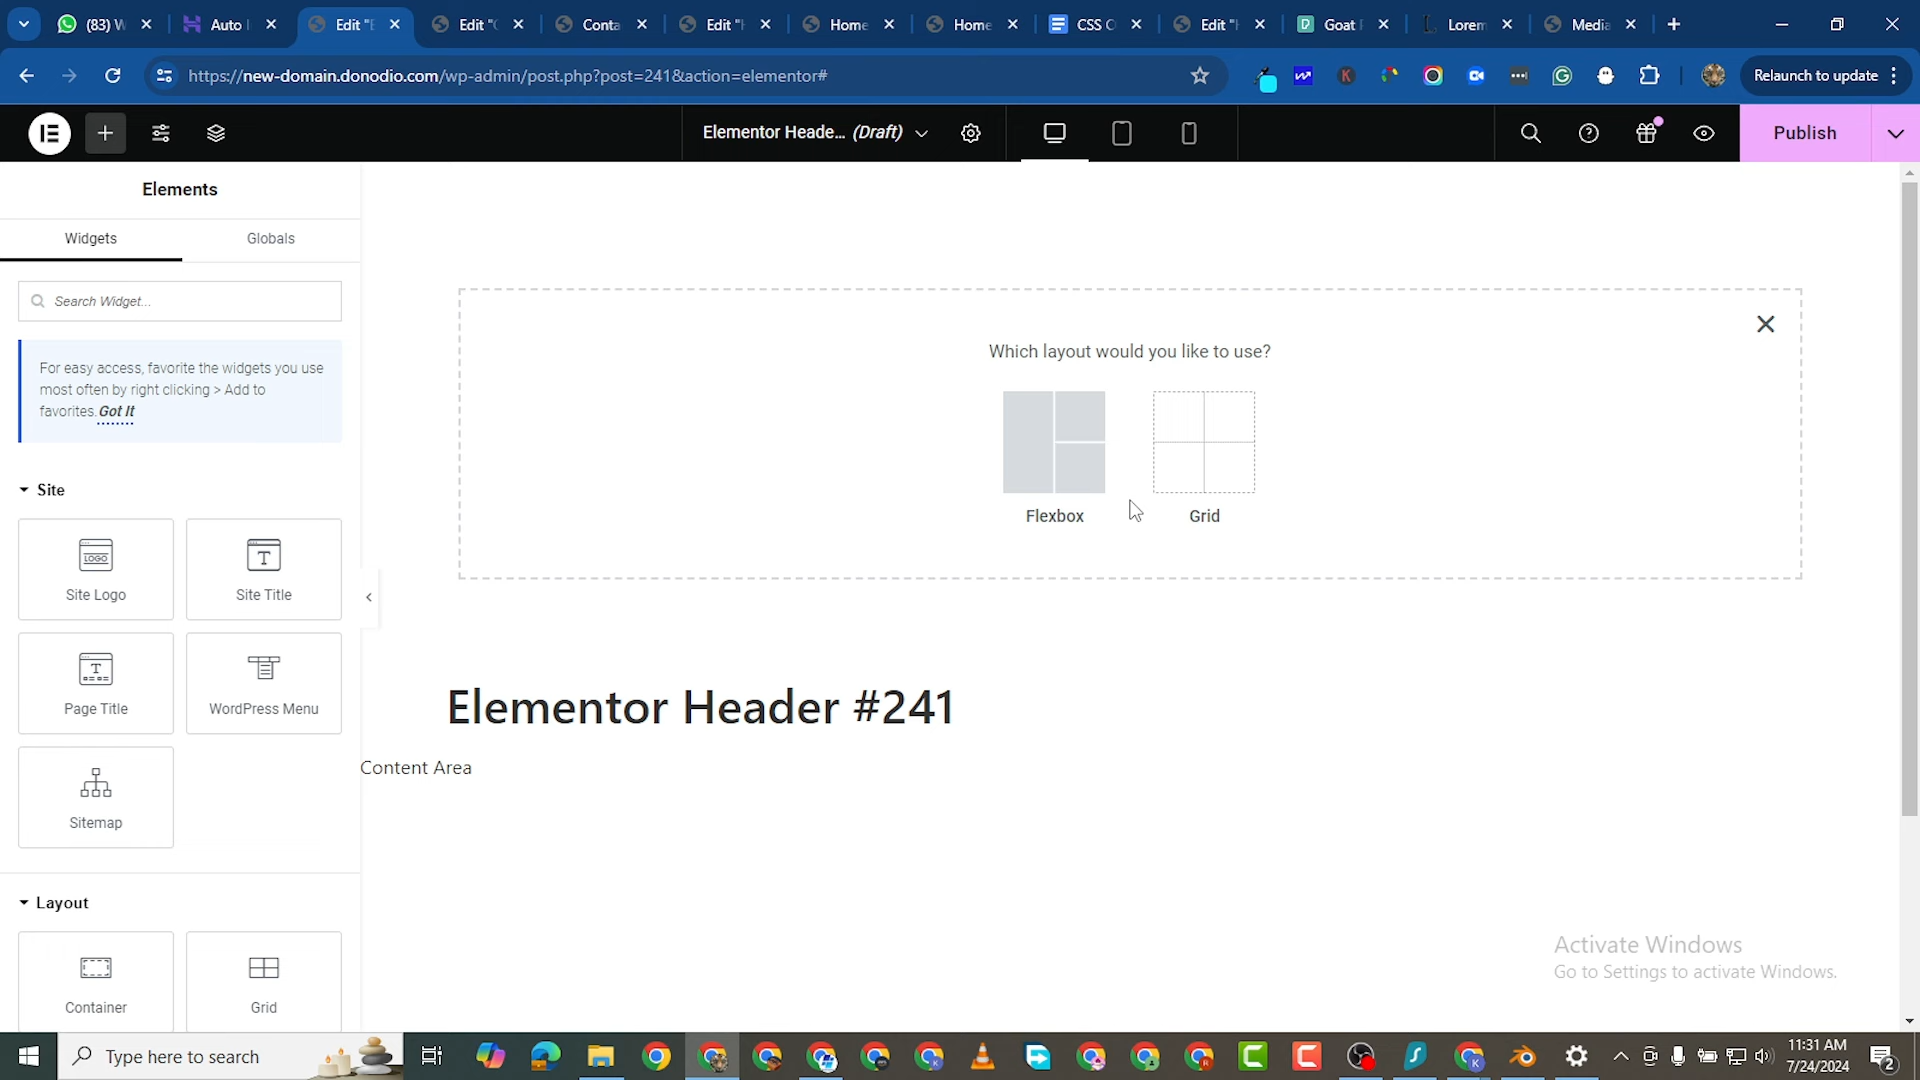 (83) W
Auto
Edit "E
Edit "C
Conta
Edit "H
Home
Home
CSS O
Edit "H
Goat
Lorem
Media
https://new-domain.donodio.com/wp-admin/post.php?post=241&action=elementor#
Relaunch to update
Elementor Heade... (Draft)
Publish
Elements
Widgets
Globals
Search Widget...
For easy access, favorite the widgets you use
most often by right clicking > Add to
favorites. Got It
Which layout would you like to use?
Flexbox
Grid
Site
LOGO
Site Logo
Site Title
Page Title
WordPress Menu
Sitemap
Elementor Header #241
Content Area
Layout
Container
Grid
Activate Windows
Go to Settings to activate Windows.
Type here to search
11:31 AM
7/24/2024
2